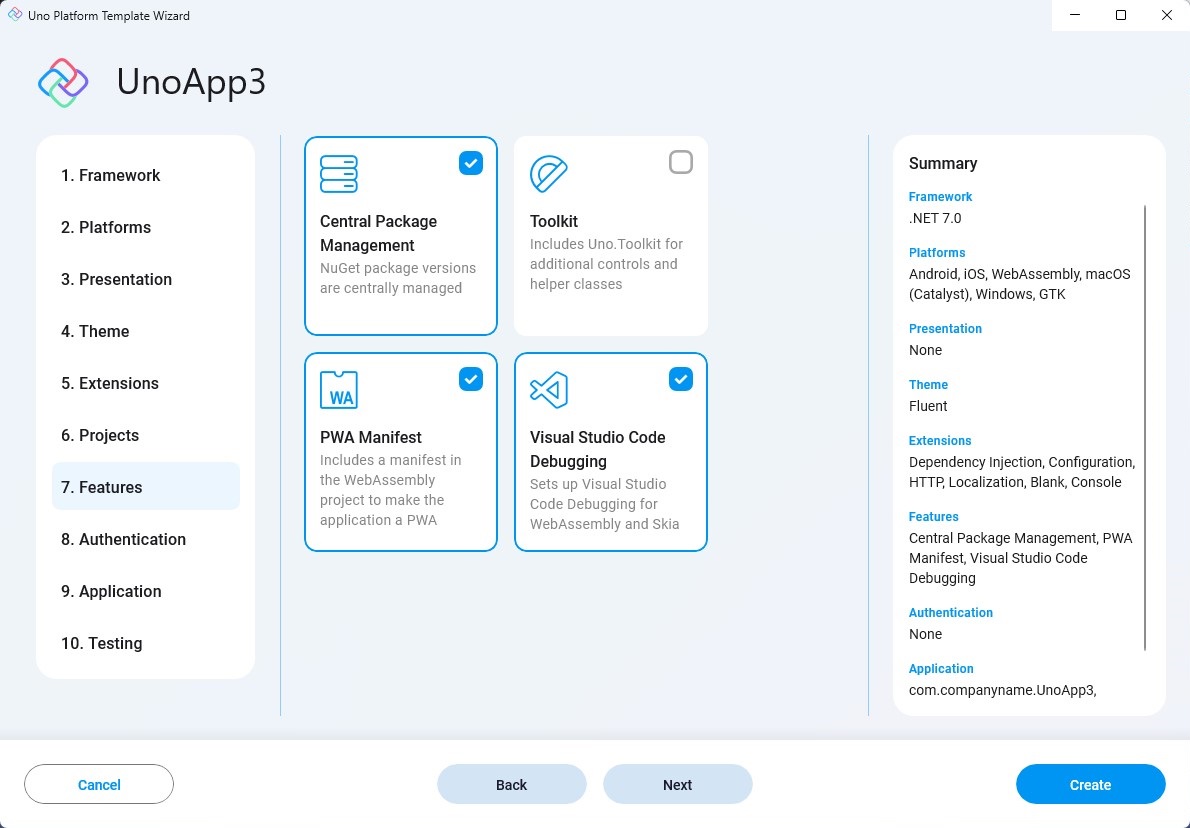 Uno Platform Template Wizard
UnoApp3
1. Framework
2. Platforms
3. Presentation
4. Theme
5. Extensions
6. Projects
7. Features
8. Authentication
9. Application
10. Testing
Central Package
Management
NuGet package versions
are centrally managed
Toolkit
Includes Uno.Toolkit for
additional controls and
helper classes
WA
PWA Manifest
Includes a manifest in
the WebAssembly
project to make the
application a PWA
Visual Studio Code
Debugging
Sets up Visual Studio
Code Debugging for
WebAssembly and Skia
Summary
Framework
.NET 7.0
Platforms
Android, iOS, WebAssembly, macOS
(Catalyst), Windows, GTK
Presentation
None
Theme
Fluent
Extensions
Dependency Injection, Configuration,
HTTP, Localization, Blank, Console
Features
Central Package Management, PWA
Manifest, Visual Studio Code
Debugging
Authentication
None
Application
com.companyname.UnoApp3,
Cancel
Back
Next
Create